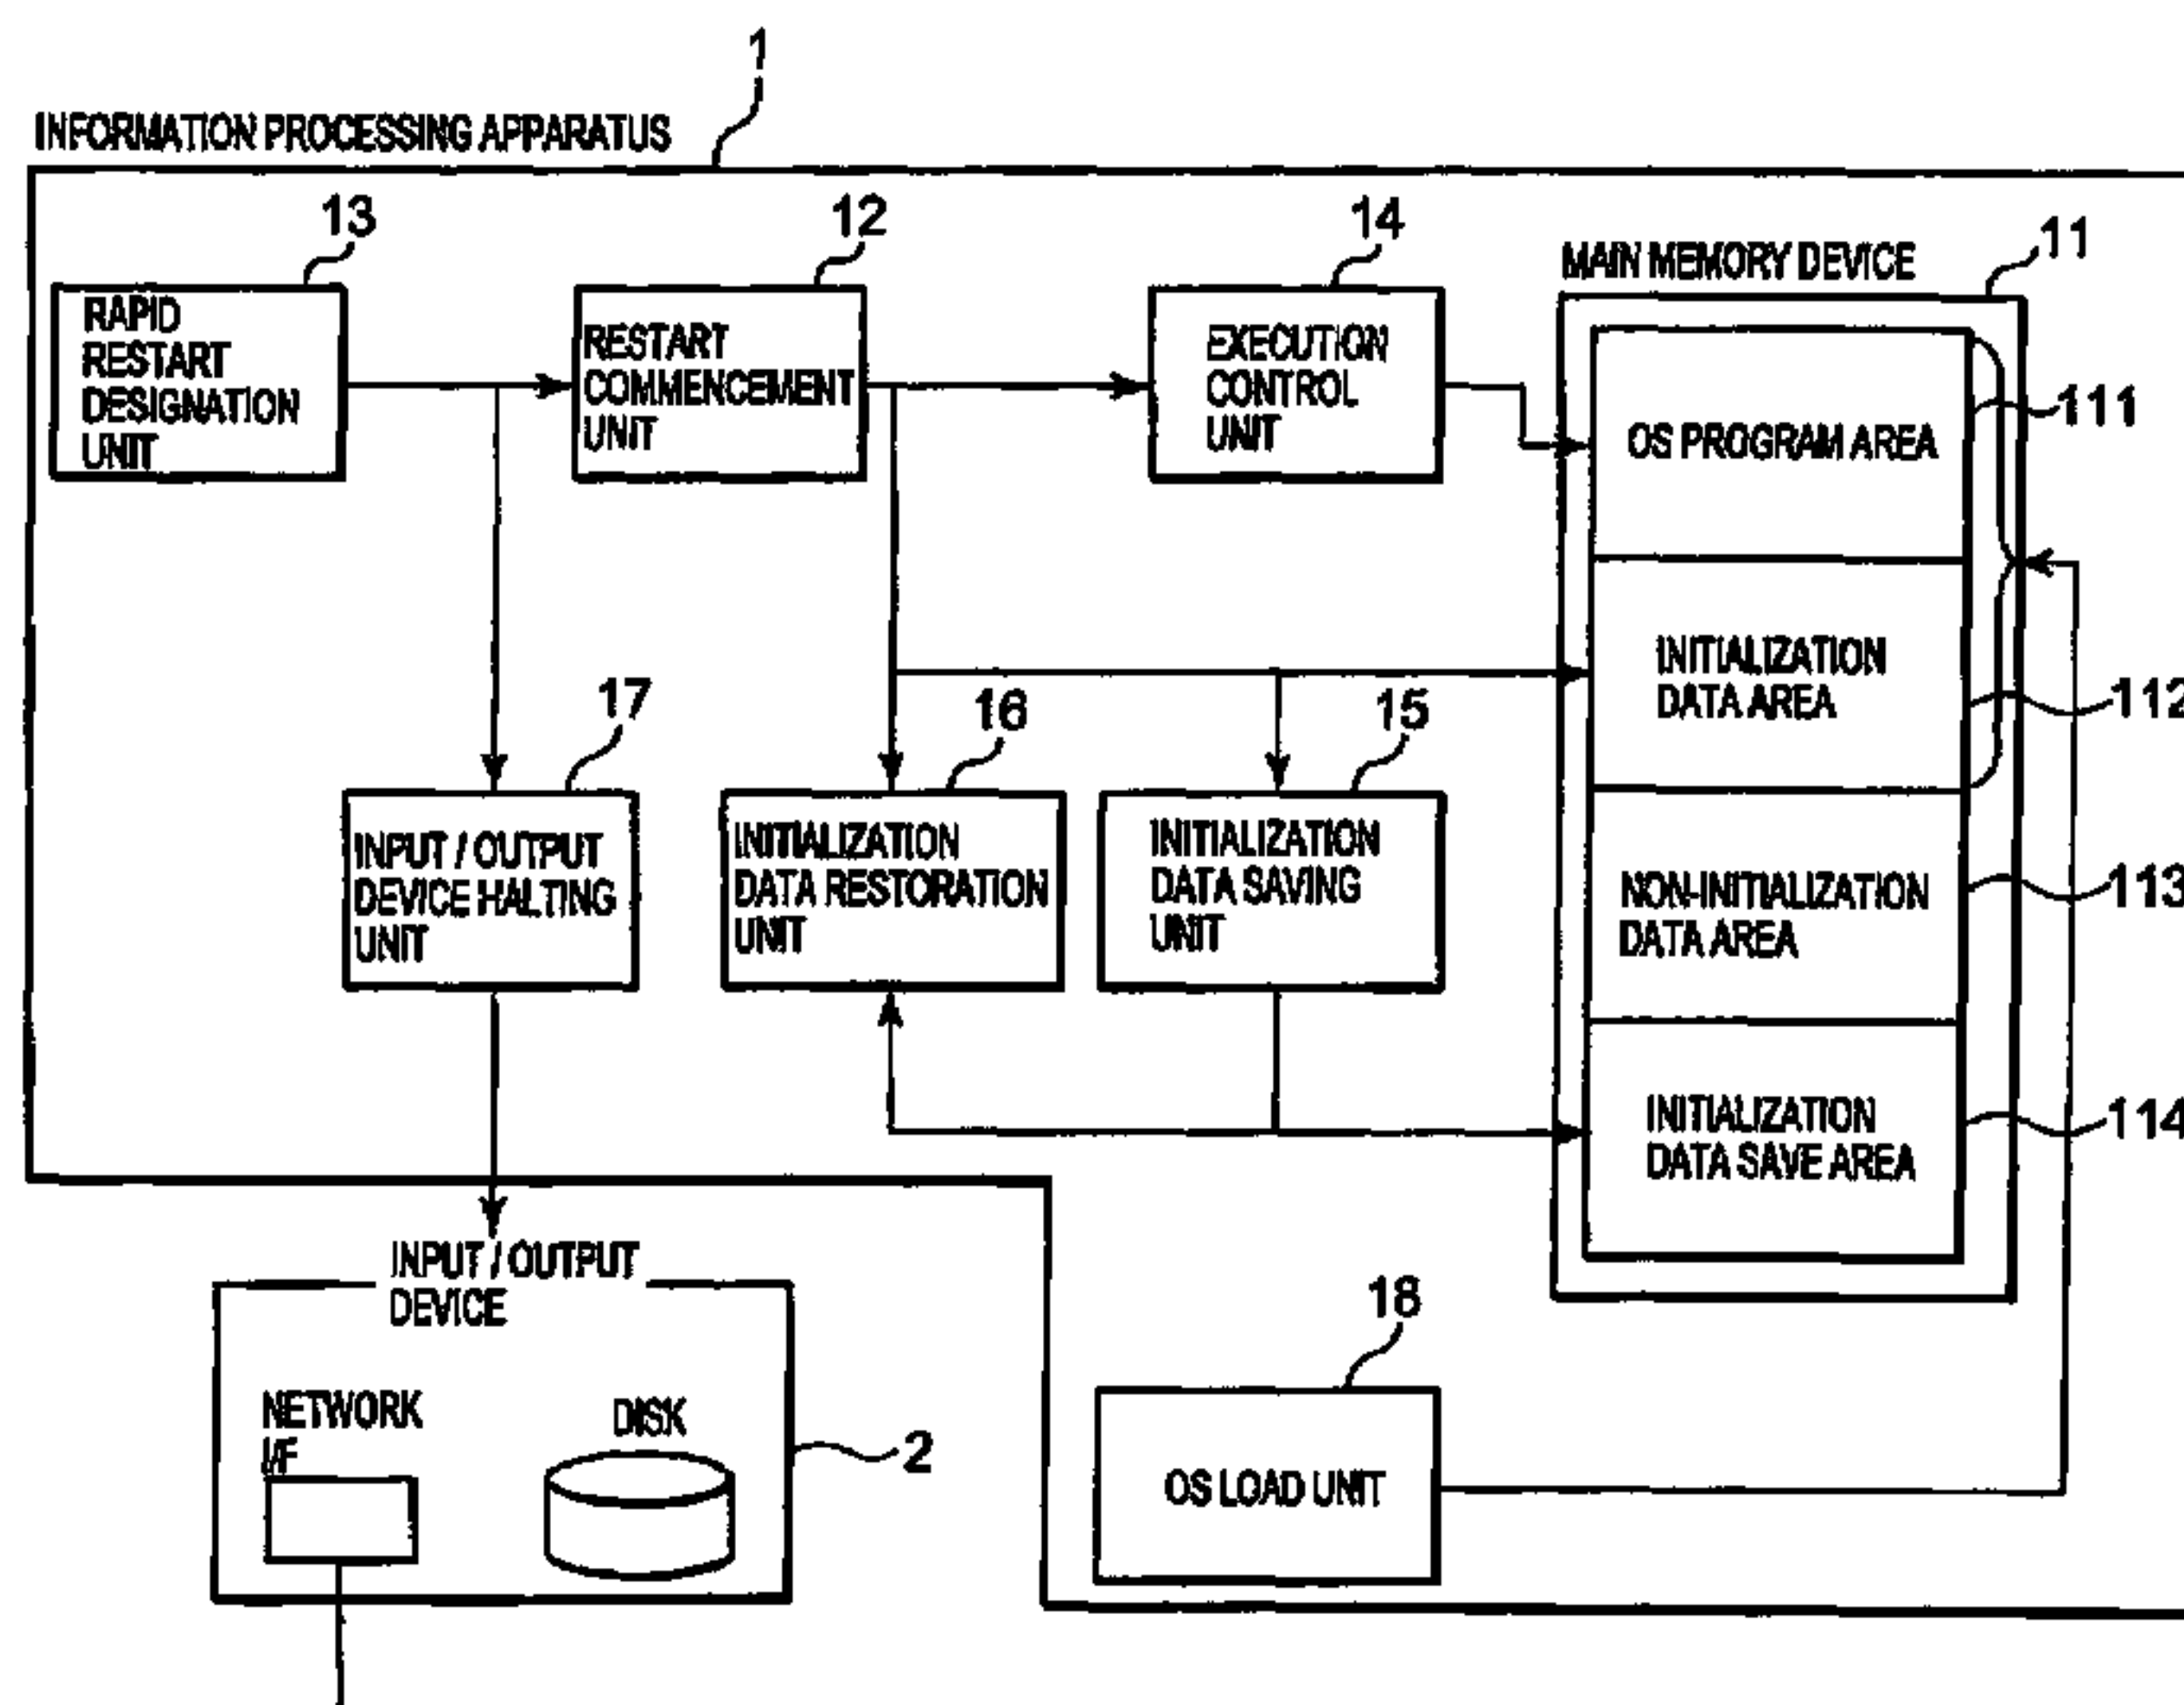 1
INFORMATION PROCESSING APPARATUS
13
12
14
11
MAIN MEMORY DEVICE
RAPID
RESTART
DESIGNATION
UNIT
RESTART
COMMENCEMENT
UNIT
EXECUTION
CONTROL
UNIT
OS PROGRAM AREA
111
INITIALIZATION
DATA AREA
112
17
16
15
INPUT / OUTPUT
DEVICE HALTING
UNIT
INITIALIZATION
DATA RESTORATION
UNIT
INITIALIZATION
DATA SAVING
UNIT
NON-INITIALIZATION
DATA AREA
113
INITIALIZATION
DATA SAVE AREA
114
INPUT / OUTPUT
DEVICE
NETWORK
I/F
DISK
2
18
OS LOAD UNIT